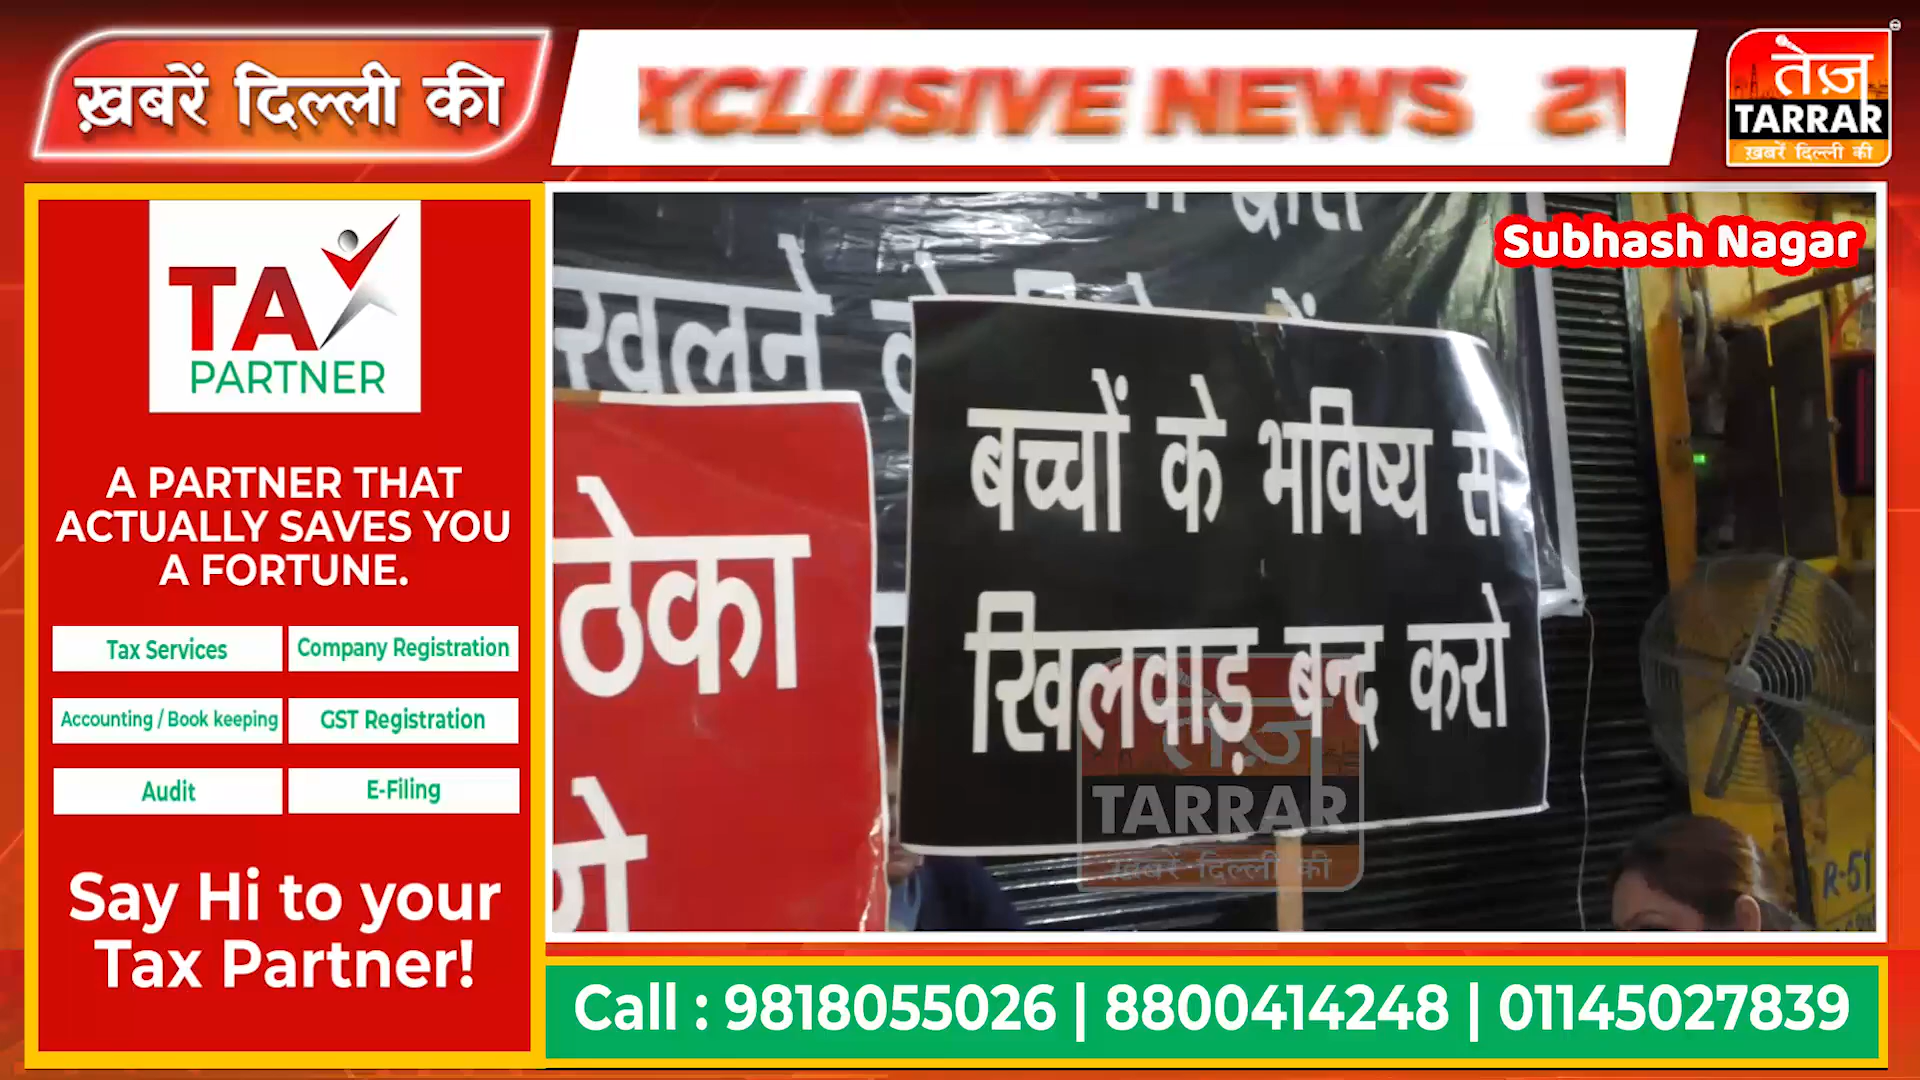 ख़बरें दिल्ली की
XCLUSIVE NEWS
तेज़
TARRAR
ख़बरें दिल्ली की
TAX
PARTNER
A PARTNER THAT
ACTUALLY SAVES YOU
A FORTUNE.
Tax Services
Company Registration
Accounting / Book keeping
GST Registration
Audit
E-Filing
Say Hi to your
Tax Partner!
Subhash Nagar
द्वारा
खुलने के विरोध में
ठेका
बच्चों के भविष्य से
खिलवाड़ बन्द करो
तेज़
TARRAR
ख़बरें दिल्ली की
R-51
Call : 9818055026 | 8800414248 | 01145027839